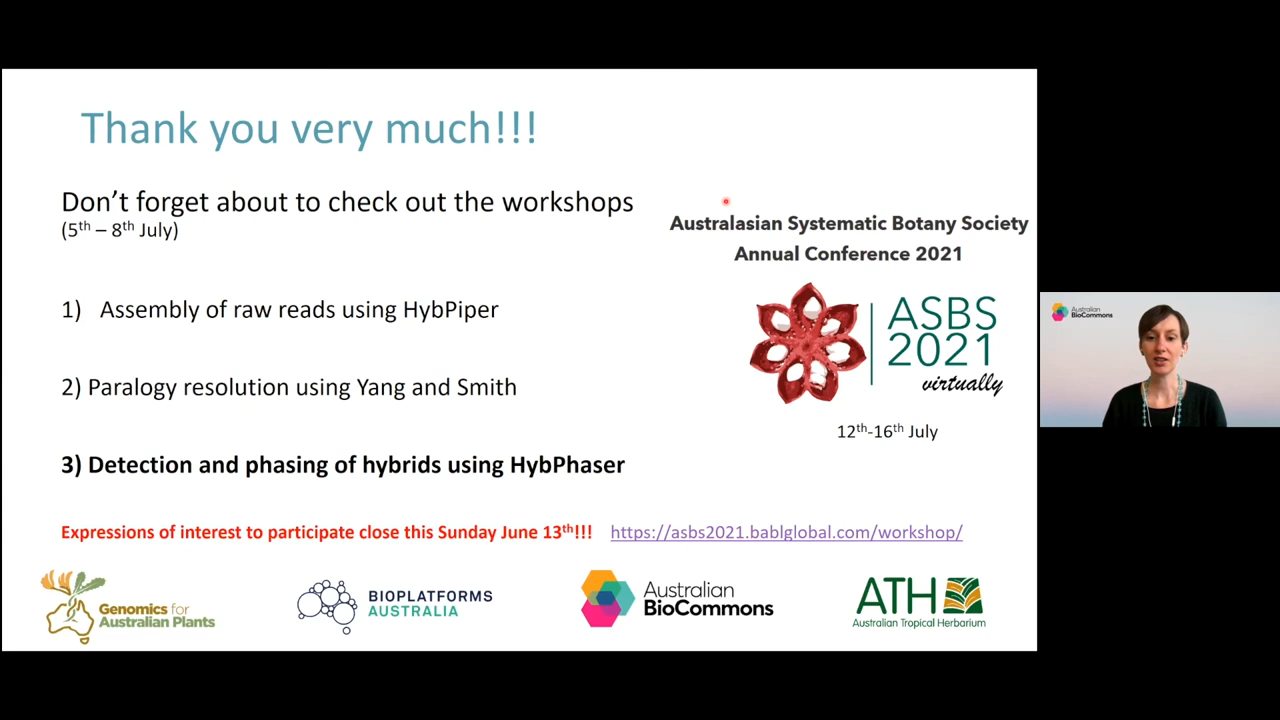 Thank you very much!!!
Don’t forget about to check out the workshops
(5th – 8th July)
1) Assembly of raw reads using HybPiper
2) Paralogy resolution using Yang and Smith
3) Detection and phasing of hybrids using HybPhaser
Expressions of interest to participate close this Sunday June 13th!!! https://asbs2021.bablglobal.com/workshop/
Australasian Systematic Botany Society
Annual Conference 2021
ASBS
2021
virtually
12th-16th July
Genomics for
Australian Plants
BIOPLATFORMS
AUSTRALIA
Australian
BioCommons
ATH
Australian Tropical Herbarium
Australian
BioCommons